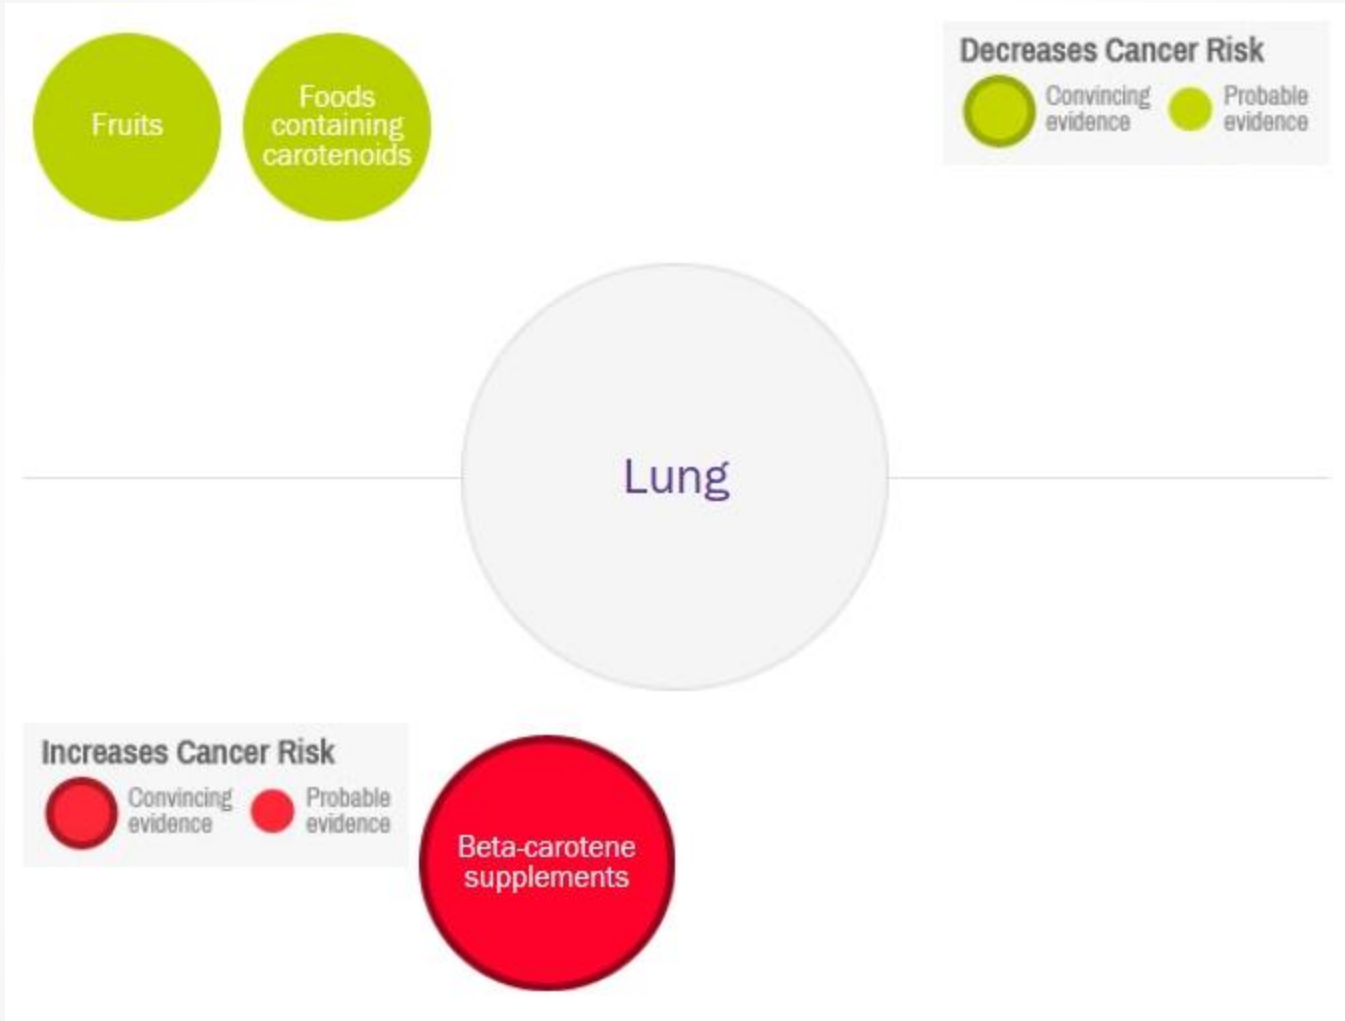 Fruits
Foods
containing
carotenoids
Decreases Cancer Risk
Convincing
evidence
Probable
evidence
Lung
Increases Cancer Risk
Convincing
evidence
Probable
evidence
Beta-carotene
supplements